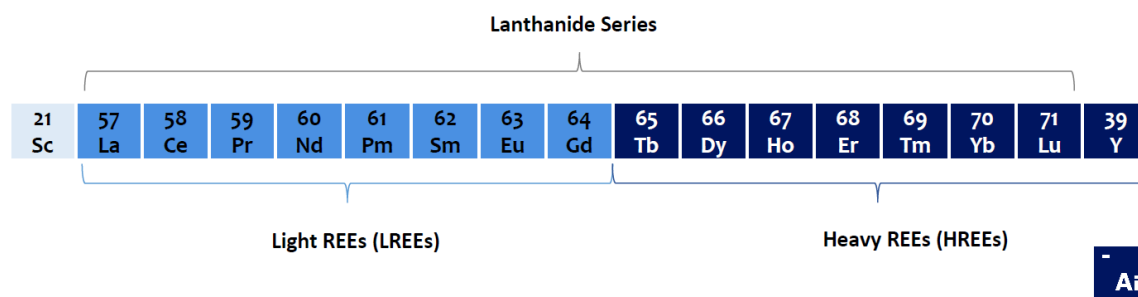 Lanthanide Series
21 57 58 59 60 61 62 63 64 65 66 67 68 69 70 71 39
Sc La Ce Pr Nd Pm Sm Eu Gd Tb Dy Ho Er Tm Yb Lu Y
Light REEs (LREEs) Heavy REEs (HREEs)
-